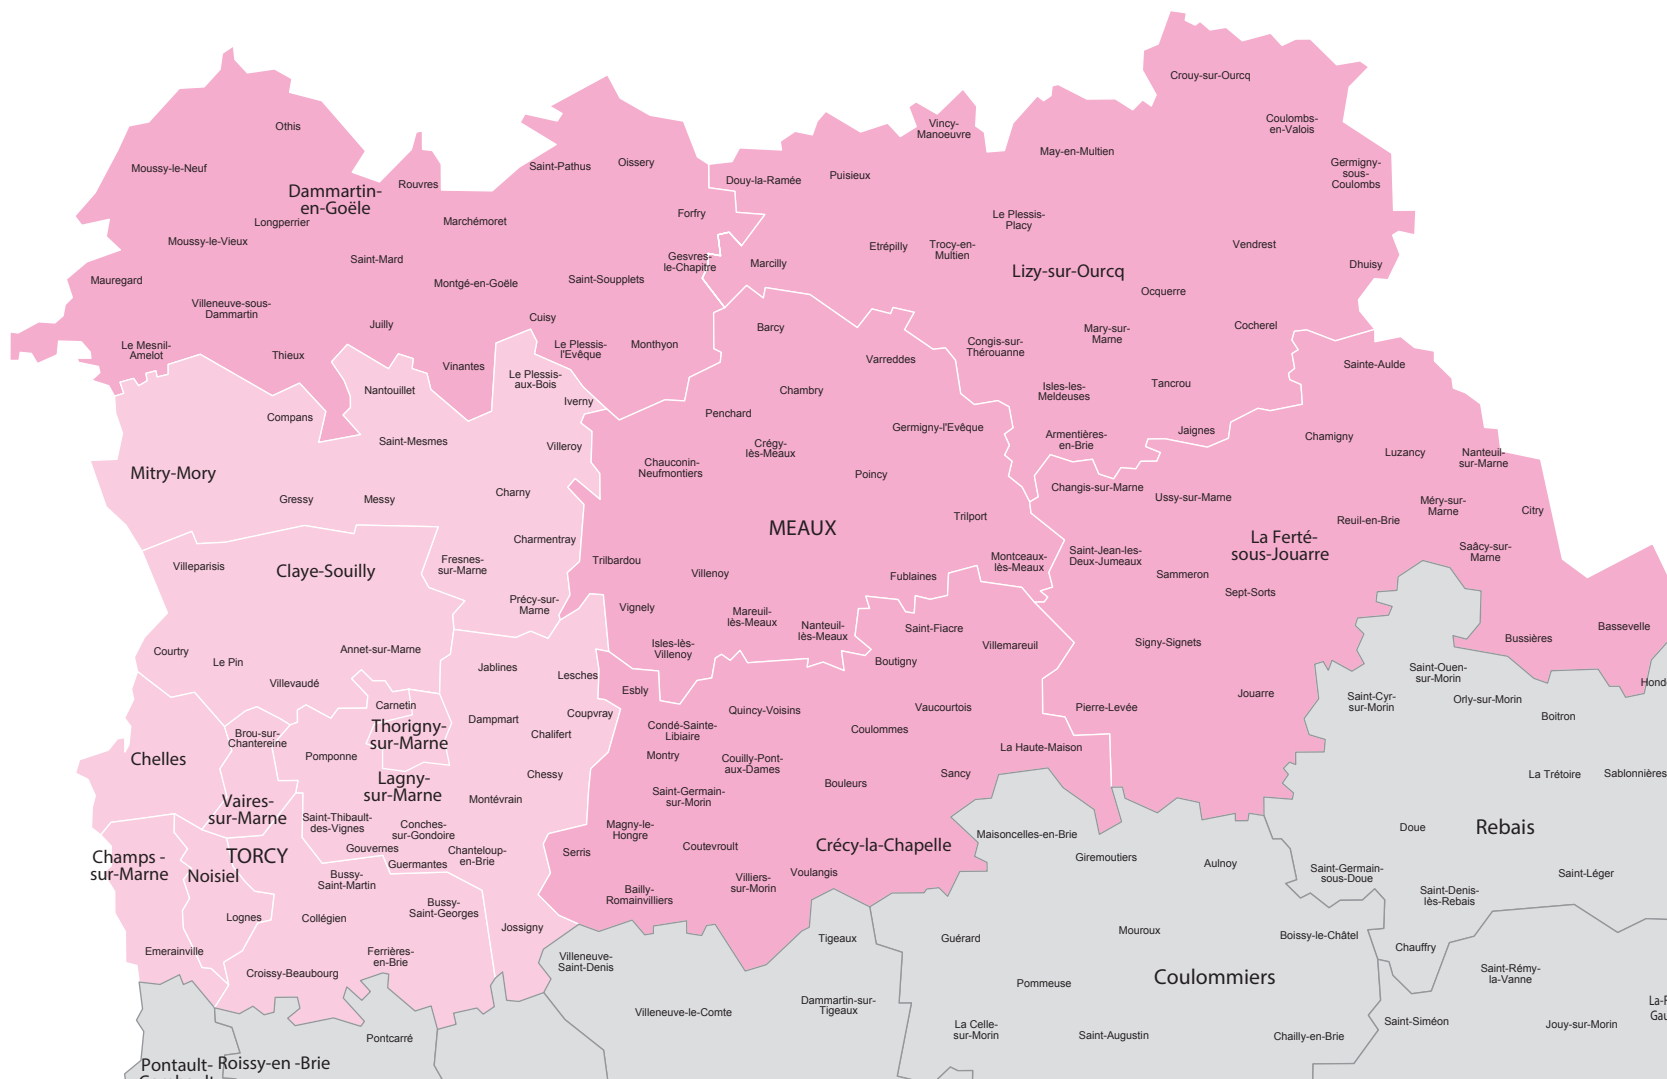 Crouy-sur-Ourcq
Othis
Vincy-
Manoeuvre
Coulombs-
en-Valois
May-en-Multien
Moussy-le-Neuf
Saint-Pathus
Oissery
Germigny-
sous-
Coulombs
Dammartin-
en-Goële
Rouvres
Douy-la-Ramée
Puisieux
Longperrier
Marchémoret
Forfry
Le Plessis-
Placy
Moussy-le-Vieux
Saint-Mard
Gesvres-
le-Chapitre
Marcilly
Etrépilly
Trocy-en-
Multien
Lizy-sur-Ourcq
Vendrest
Dhuisy
Mauregard
Montgé-en-Goële
Saint-Soupplets
Ocquerre
Villeneuve-sous-
Dammartin
Juilly
Cuisy
Barcy
Mary-sur-
Marne
Cocherel
Le Mesnil-
Amelot
Thieux
Vinantes
Le Plessis-
l'Evêque
Monthyon
Varreddes
Congis-sur-
Thérouanne
Sainte-Aulde
Nantouillet
Le Plessis-
aux-Bois
Iverny
Chambry
Isles-les-
Meldeuses
Tancrou
Compans
Saint-Mesmes
Villeroy
Penchard
Crégy-
lès-Meaux
Germigny-l'Evêque
Armentières-
en-Brie
Jaignes
Chamigny
Luzancy
Nanteuil-
sur-Marne
Mitry-Mory
Gressy
Messy
Charny
Chauconin-
Neufmontiers
Poincy
Changis-sur-Marne
Ussy-sur-Marne
Reuil-en-Brie
Méry-sur-
Marne
Citry
MEAUX
Trilport
Charmentray
La Ferté-
sous-Jouarre
Saâcy-sur-
Marne
Villeparisis
Claye-Souilly
Fresnes-
sur-Marne
Trilbardou
Villenoy
Fublaines
Montceaux-
lès-Meaux
Saint-Jean-les-
Deux-Jumeaux
Sammeron
Sept-Sorts
Précy-sur-
Marne
Vignely
Mareuil-
lès-Meaux
Nanteuil-
lès-Meaux
Saint-Fiacre
Villemareuil
Signy-Signets
Bussières
Bassevelle
Courtry
Le Pin
Annet-sur-Marne
Isles-lès-
Villenoy
Boutigny
Villevaudé
Jablines
Lesches
Esbly
Saint-Ouen-
sur-Morin
Hond
Carnetin
Thorigny-
sur-Marne
Dampmart
Coupvray
Chalifert
Quincy-Voisins
Condé-Sainte-
Libiaire
Vaucourtois
Coulommes
Pierre-Levée
Jouarre
Saint-Cyr-
sur-Morin
Orly-sur-Morin
Boitron
Chelles
Brou-sur-
Chantereine
Pomponne
Lagny-
sur-Marne
Chessy
Montévrain
Montry
Couilly-Pont-
aux-Dames
Bouleurs
Sancy
La Haute-Maison
La Trétoire
Sablonnières
Vaires-
sur-Marne
Saint-Germain-
sur-Morin
Saint-Thibault-
des-Vignes
Conches-
sur-Gondoire
Gouvernes
Guermantes
Chanteloup-
en-Brie
Magny-le-
Hongre
Serris
Coutevroult
Crécy-la-Chapelle
Maisoncelles-en-Brie
Giremoutiers
Aulnoy
Doue
Rebais
Champs -
sur-Marne
Noisiel
TORCY
Bussy-
Saint-Martin
Bailly-
Romainvilliers
Villiers-
sur-Morin
Voulangis
Saint-Germain-
sous-Doue
Saint-Denis-
lès-Rebais
Saint-Léger
Lognes
Collégien
Bussy-
Saint-Georges
Jossigny
Emerainville
Croissy-Beaubourg
Ferrières-
en-Brie
Villeneuve-
Saint-Denis
Tigeaux
Guérard
Mouroux
Boissy-le-Châtel
Chauffry
Coulommiers
Pommeuse
Saint-Rémy-
la-Vanne
Villeneuve-le-Comte
Dammartin-sur-
Tigeaux
La Celle-
sur-Morin
Saint-Augustin
Chailly-en-Brie
Saint-Siméon
Jouy-sur-Morin
La-F
Gau
Pontcarré
Pontault-
Roissy-en -Brie